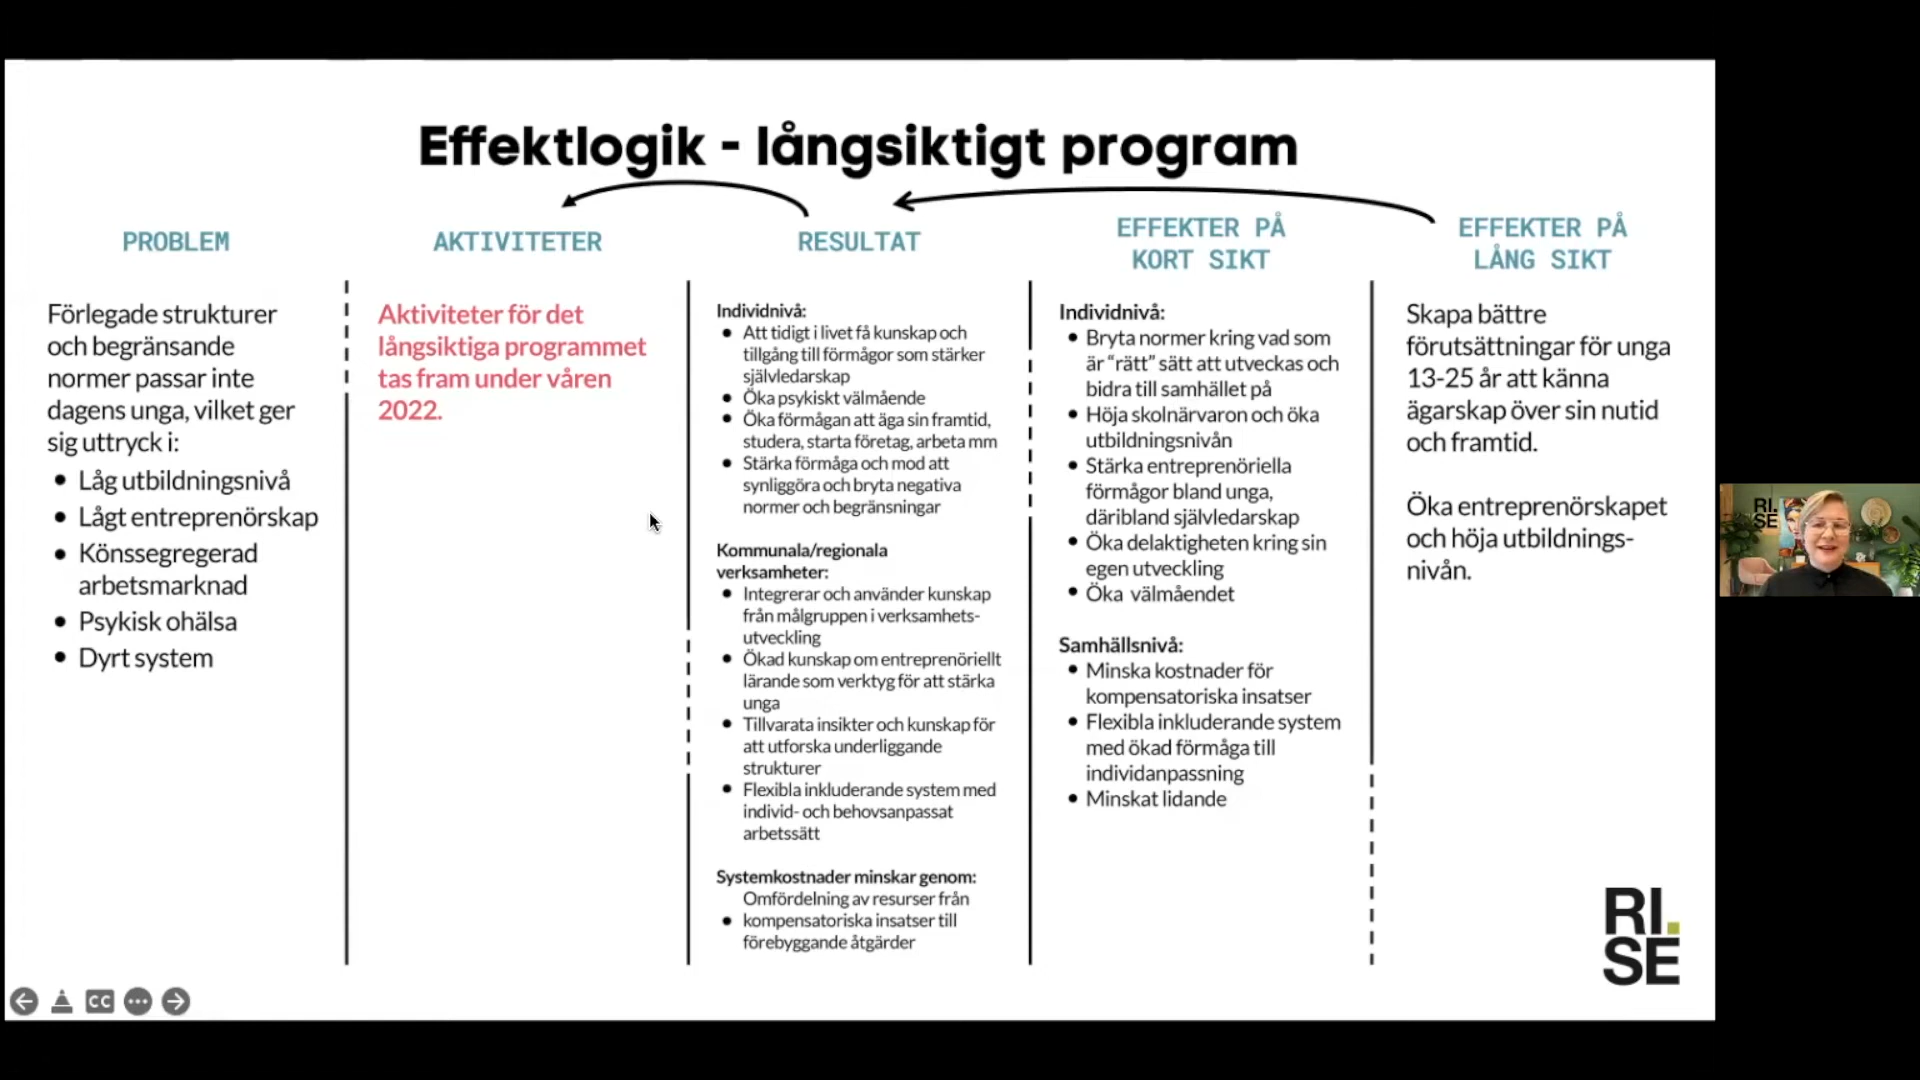 Effektlogik - långsiktigt program
PROBLEM
Förlegade strukturer
och begränsande
normer passar inte
dagens unga, vilket ger
sig uttryck i:
• Låg utbildningsnivå
• Lågt entreprenörskap
• Könssegregerad
arbetsmarknad
• Psykisk ohälsa
• Dyrt system
AKTIVITETER
Aktiviteter för det
långsiktiga programmet
tas fram under våren
2022.
RESULTAT
Individnivå:
• Att tidigt i livet få kunskap och
tillgång till förmågor som stärker
självledarskap
• Öka psykiskt välmående
• Öka förmågan att äga sin framtid,
studera, starta företag, arbeta mm
• Stärka förmåga och mod att
synliggöra och bryta negativa
normer och begränsningar
Kommunala/regionala
verksamheter:
• Integrerar och använder kunskap
från målgruppen i verksamhets-
utveckling
• Ökad kunskap om entreprenöriellt
lärande som verktyg för att stärka
unga
• Tillvarata insikter och kunskap för
att utforska underliggande
strukturer
• Flexibla inkluderande system med
individ- och behovsanpassat
arbetssätt
Systemkostnader minskar genom:
Omfördelning av resurser från
• kompensatoriska insatser till
förebyggande åtgärder
EFFEKTER PÅ
KORT SIKT
Individnivå:
• Bryta normer kring vad som
är “rätt” sätt att utveckas och
bidra till samhället på
• Höja skolnärvaron och öka
utbildningsnivån
• Stärka entreprenöriella
förmågor bland unga,
däribland självledarskap
• Öka delaktigheten kring sin
egen utveckling
• Öka välmåendet
Samhällsnivå:
• Minska kostnader för
kompensatoriska insatser
• Flexibla inkluderande system
med ökad förmåga till
individanpassning
• Minskat lidande
EFFEKTER PÅ
LÅNG SIKT
Skapa bättre
förutsättningar för unga
13-25 år att känna
ägarskap över sin nutid
och framtid.
Öka entreprenörskapet
och höja utbildnings-
nivån.
RI.
SE
CC
RI.
SE